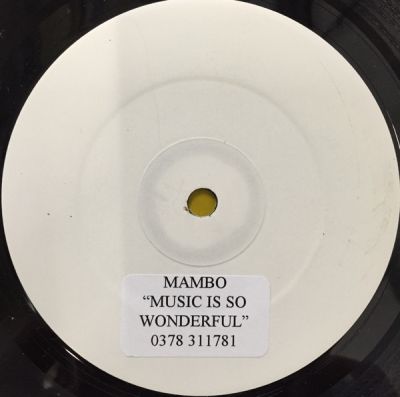 MAMBO
“MUSIC IS SO
WONDERFUL”
0378 311781